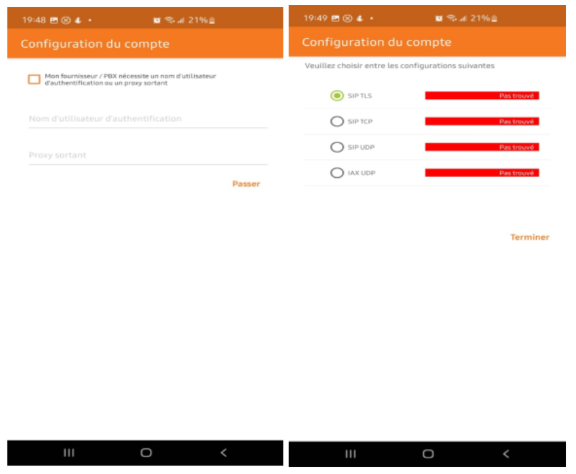 19:48
21%
Configuration du compte
Mon fournisseur / PBX nécessite un nom d'utilisateur
d'authentification ou un proxy sortant
Nom d'utilisateur d'authentification
Proxy sortant
Passer
19:49
21%
Configuration du compte
Veuillez choisir entre les configurations suivantes
SIP TLS Pas trouvé
SIP TCP Pas trouvé
SIP UDP Pas trouvé
IAX UDP Pas trouvé
Terminer